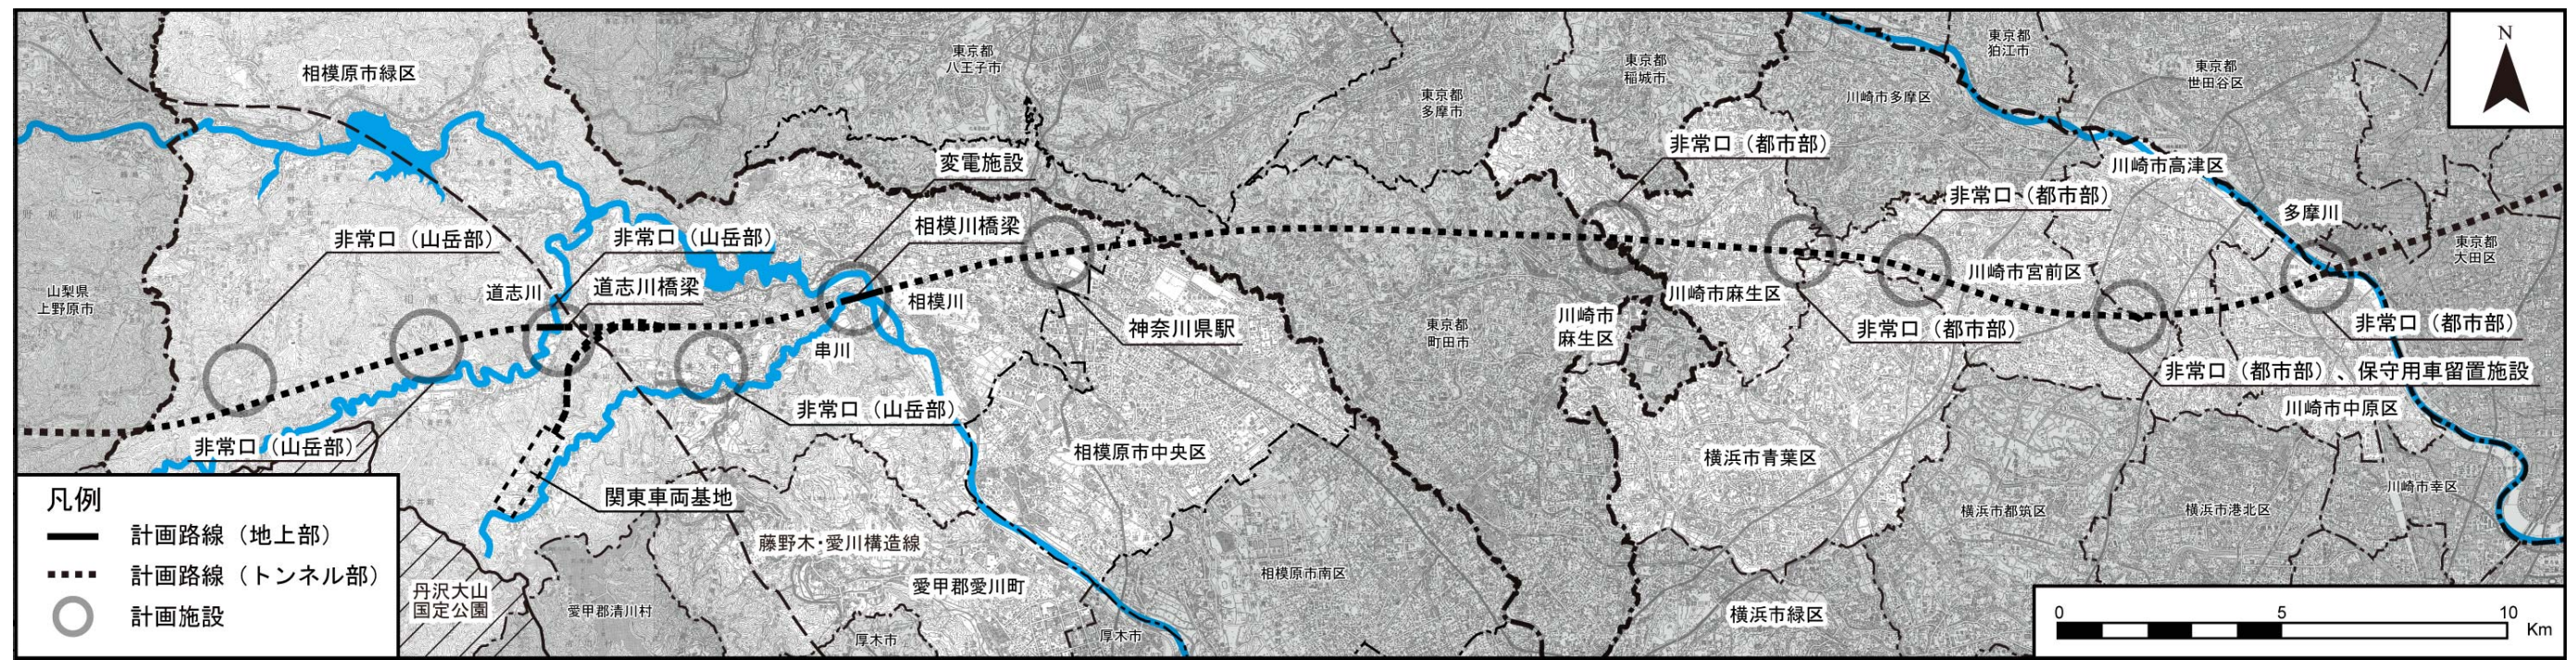 相模原市緑区
東京都
八王子市
東京都
多摩市
東京都
稲城市
川崎市多摩区
東京都
狛江市
東京都
世田谷区
N
変電施設
非常口（都市部）
川崎市高津区
非常口（山岳部）
非常口（山岳部）
相模川橋梁
非常口（都市部）
多摩川
東京都
大田区
山梨県
上野原市
道志川
道志川橋梁
相模川
神奈川県駅
川崎市宮前区
川崎市麻生区
川崎市
麻生区
東京都
町田市
非常口（都市部）
非常口（都市部）
串川
非常口（都市部）、保守用車留置施設
非常口（山岳部）
非常口（山岳部）
川崎市中原区
相模原市中央区
横浜市青葉区
関東車両基地
川崎市幸区
横浜市都筑区
横浜市港北区
藤野木・愛川構造線
相模原市南区
愛甲郡愛川町
丹沢大山
国定公園
愛甲郡清川村
厚木市
厚木市
横浜市緑区
凡例
計画路線（地上部）
計画路線（トンネル部）
計画施設
0 5 10
Km